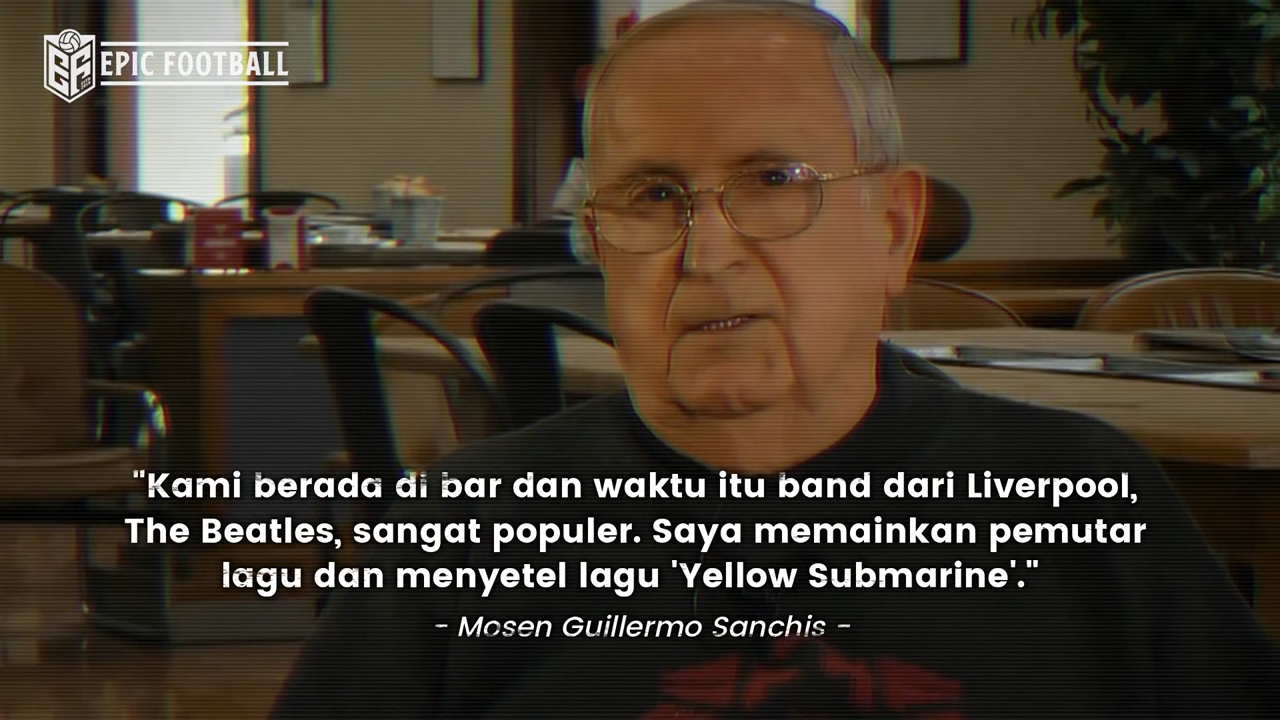 EPIC FOOTBALL
"Kami berada di bar dan waktu itu band dari Liverpool,
The Beatles, sangat populer. Saya memainkan pemutar
lagu dan menyetel lagu 'Yellow Submarine'."
- Mosen Guillermo Sanchis -